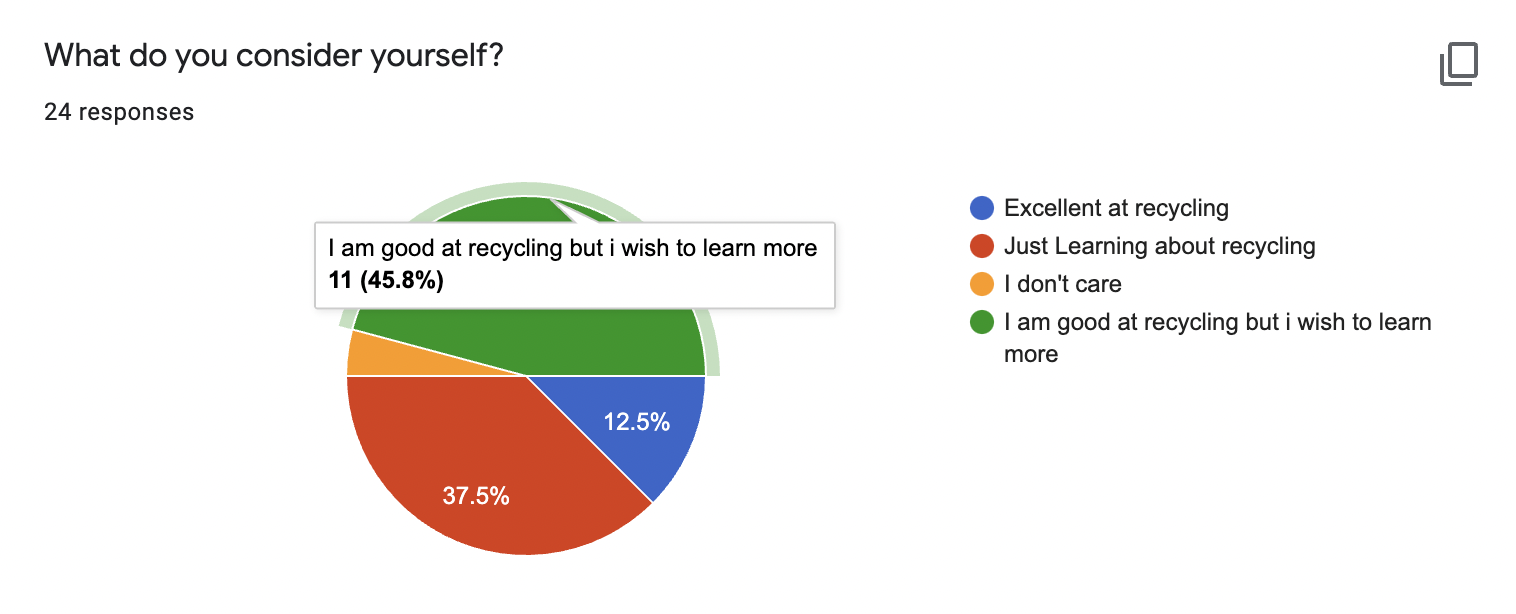 What do you consider yourself?
24 responses
I am good at recycling but i wish to learn more
11 (45.8%)
12.5%
37.5%
Excellent at recycling
Just Learning about recycling
I don't care
I am good at recycling but i wish to learn
more